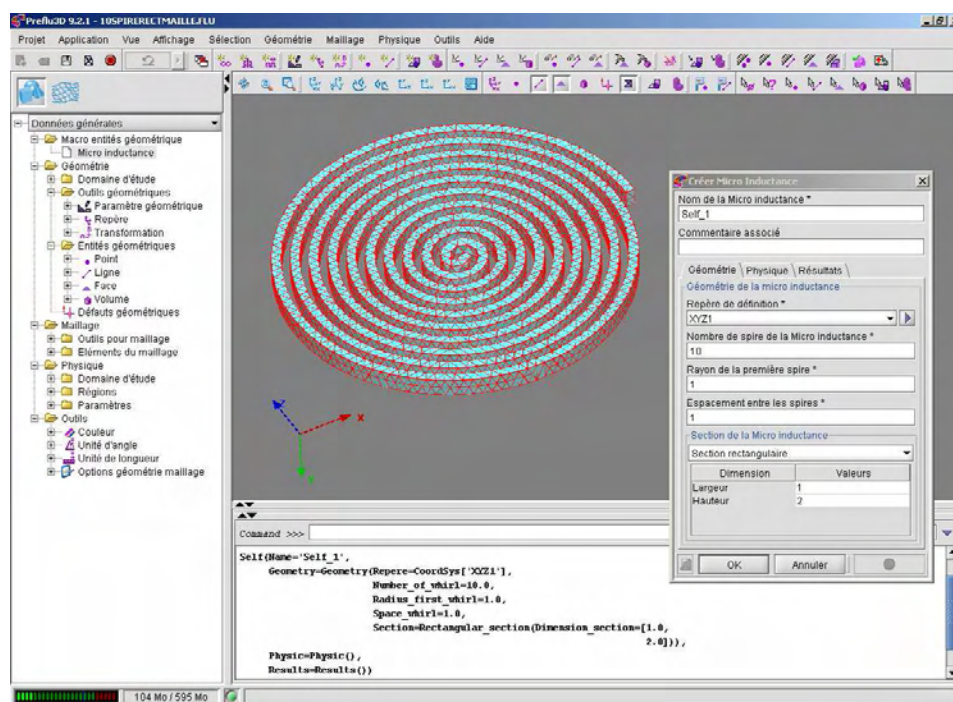 Preflu3D 9.2.1 - 10SPIRERECTMAILLE.FLU
Projet Application Vue Affichage Sélection Géométrie Maillage Physique Outils Aide
Données générales
Macro entités géométrique
Micro inductance
Géométrie
Domaine d'étude
Outils géométriques
Paramètre géométrique
Repère
Transformation
Entités géométriques
Point
Ligne
Face
Volume
Défauts géométriques
Maillage
Outils pour maillage
Eléments du maillage
Physique
Domaine d'étude
Régions
Paramètres
Outils
Couleur
Unité d'angle
Unité de longueur
Options géométrie maillage
z
x
y
Créer Micro Inductance
Nom de la Micro inductance *
Self_1
Commentaire associé
Géométrie Physique Résultats
Géométrie de la micro inductance
Repère de définition *
XYZ1
Nombre de spire de la Micro inductance *
10
Rayon de la première spire *
1
Espacement entre les spires *
1
Section de la Micro inductance
Section rectangulaire
Dimension Valeurs
Largeur 1
Hauteur 2
OK Annuler
Command >>>
Self(Name='Self_1',
Geometry=Geometry(Repere=CoordSys['XYZ1'],
Number_of_whirl=10.0,
Radius_first_whirl=1.0,
Space_whirl=1.0,
Section=Rectangular_section(Dimension_section=[1.0,
2.0])),
Physic=Physic(),
Results=Results())
104 Mo / 595 Mo